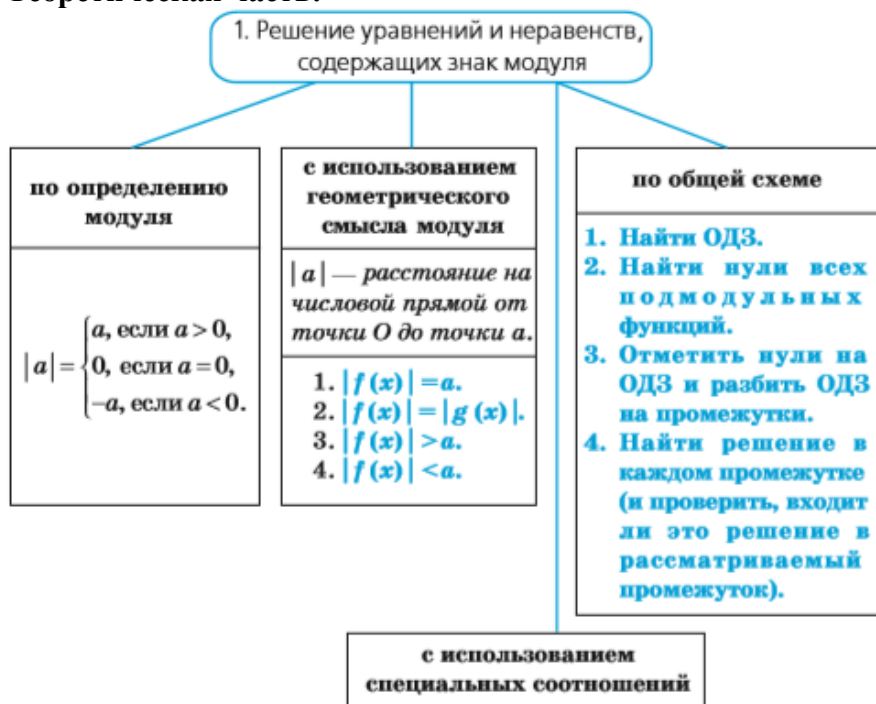 Теоретическая часть.
1. Решение уравнений и неравенств,
содержащих знак модуля
по определению
модуля
|a| = { a, если a > 0,
0, если a = 0,
–a, если a < 0.
с использованием
геометрического
смысла модуля
|a| — расстояние на
числовой прямой от
точки O до точки a.
1. |f (x)| = a.
2. |f (x)| = |g (x)|.
3. |f (x)| > a.
4. |f (x)| < a.
по общей схеме
1. Найти ОДЗ.
2. Найти нули всех
подмодульных
функций.
3. Отметить нули на
ОДЗ и разбить ОДЗ
на промежутки.
4. Найти решение в
каждом промежутке
(и проверить, входит
ли это решение в
рассматриваемый
промежуток).
с использованием
специальных соотношений